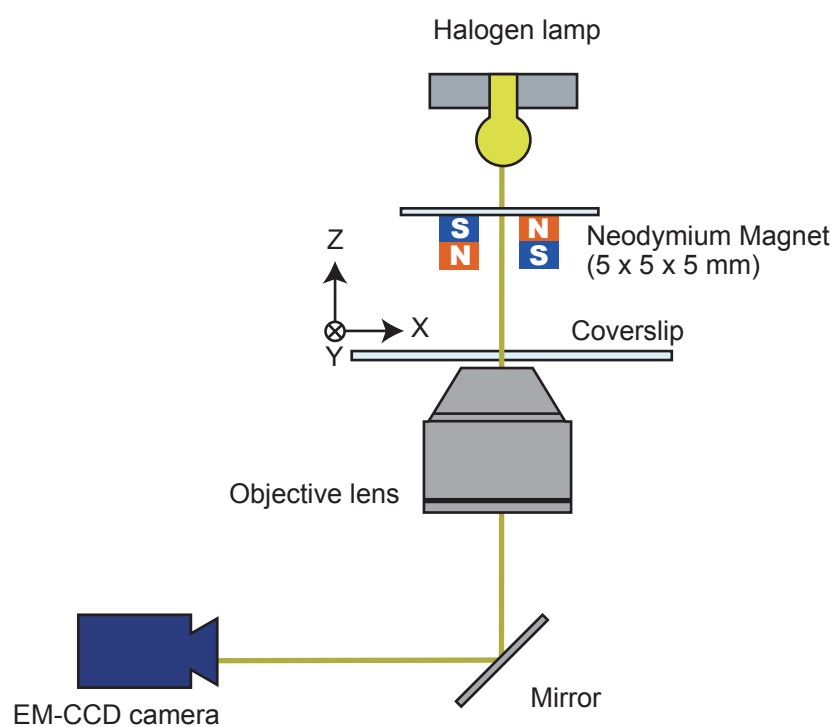 Halogen lamp
S
N
N
S
Neodymium Magnet
(5 x 5 x 5 mm)
Z
X
Y
Coverslip
Objective lens
Mirror
EM-CCD camera